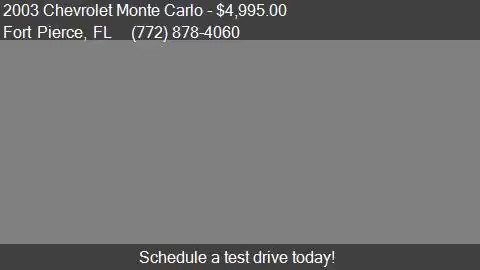 2003 Chevrolet Monte Carlo - $4,995.00
Fort Pierce, FL (772) 878-4060
Schedule a test drive today!